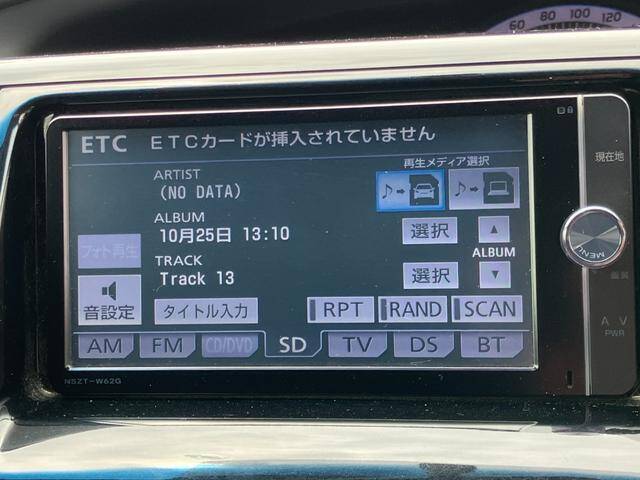 60 80 100 120
ETC ETCカードが挿入されていません
現在地
ARTIST
再生メディア選択
(NO DATA)
ALBUM
10月25日 13:10
選択
ALBUM
フォト再生
TRACK
Track 13
選択
音設定
タイトル入力
RPT
RAND
SCAN
MENU
画質
PWR
AM
FM
CD/DVD
SD
TV
DS
BT
NSZT-W62G